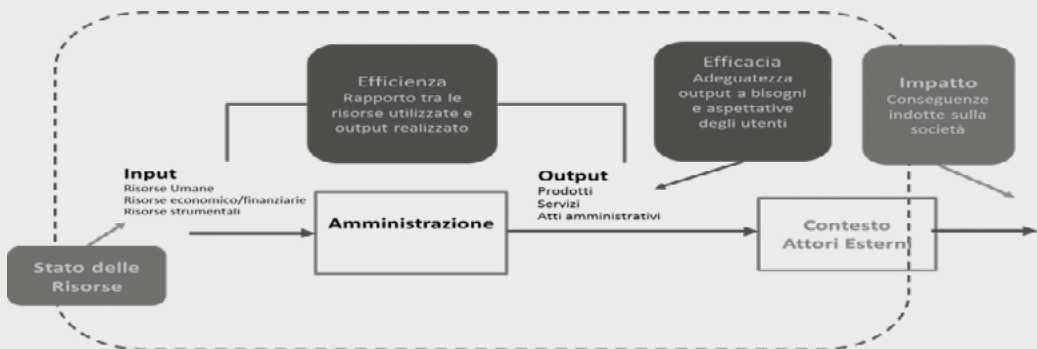 Efficienza
Rapporto tra le
risorse utilizzate e
output realizzato
Efficacia
Adeguatezza
output a bisogni
e aspettative
degli utenti
Impatto
Conseguenze
indotte sulla
società
Input
Risorse Umane
Risorse economico/finanziarie
Risorse strumentali
Output
Prodotti
Servizi
Atti amministrativi
Amministrazione
Contesto
Attori Esterni
Stato delle
Risorse